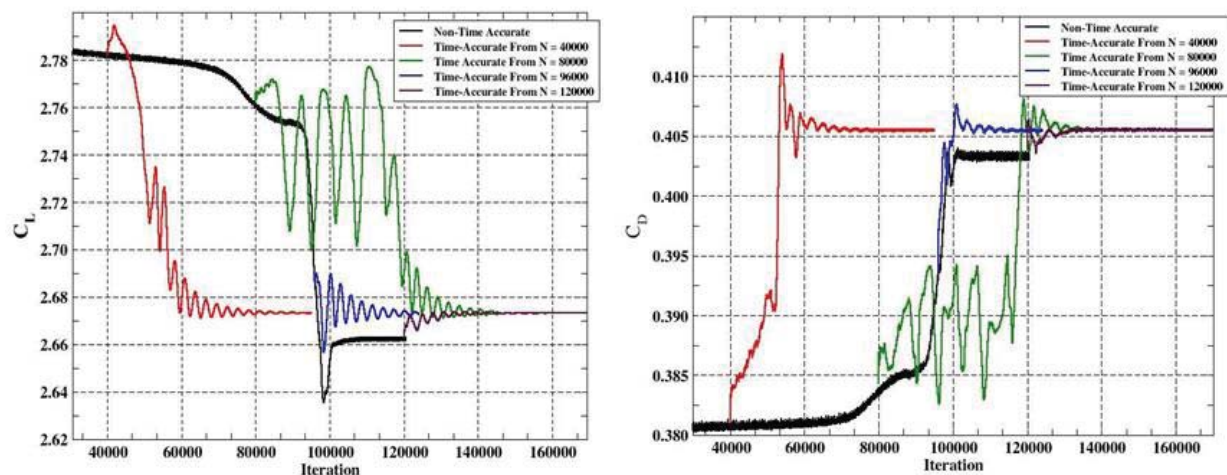 Non-Time Accurate
Time-Accurate From N = 40000
Time Accurate From N = 80000
Time-Accurate From N = 96000
Time-Accurate From N = 120000
2.78
2.76
2.74
2.72
2.70
2.68
2.66
2.64
2.62
C_L
40000 60000 80000 100000 120000 140000 160000
Iteration
Non-Time Accurate
Time-Accurate From N = 40000
Time Accurate From N = 80000
Time-Accurate From N = 96000
Time-Accurate From N = 120000
0.410
0.405
0.400
0.395
0.390
0.385
0.380
C_D
40000 60000 80000 100000 120000 140000 160000
Iteration